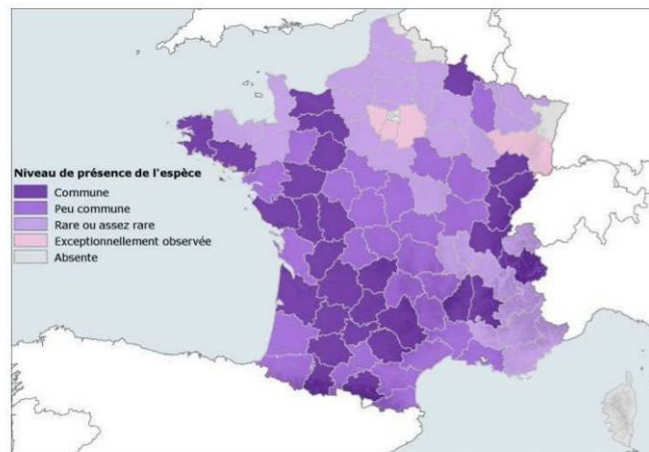 Niveau de présence de l'espèce
Commune
Peu commune
Rare ou assez rare
Exceptionnellement observée
Absente